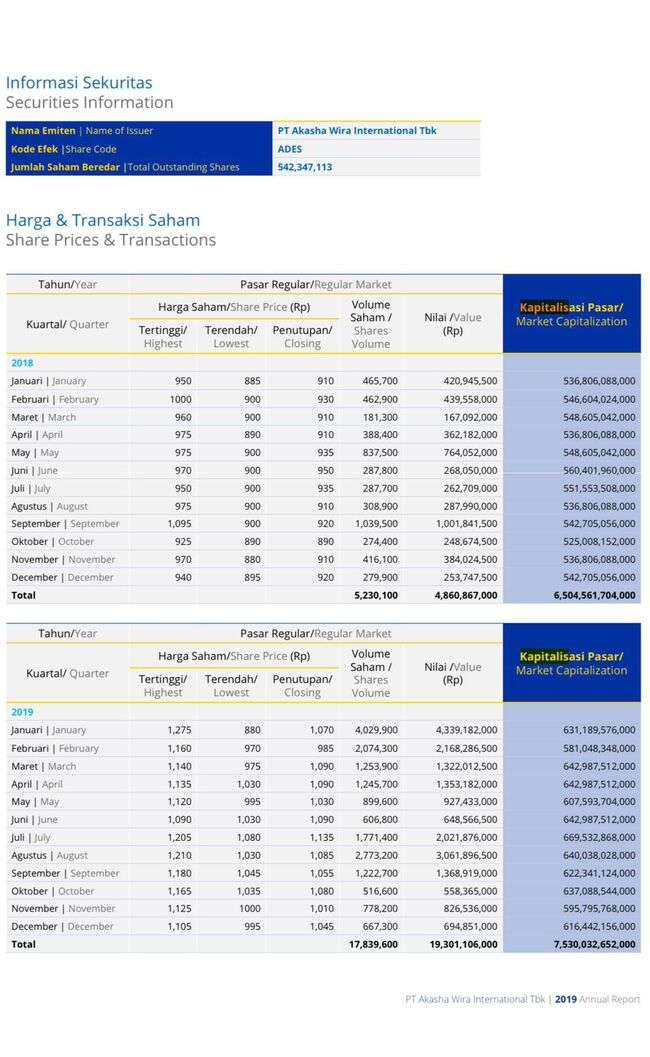 Informasi Sekuritas
Securities Information
Nama Emiten | Name of Issuer PT Akasha Wira International Tbk
Kode Efek |Share Code ADES
Jumlah Saham Beredar |Total Outstanding Shares 542,347,113
Harga & Transaksi Saham
Share Prices & Transactions
Tahun/Year Pasar Regular/Regular Market Kapitalisasi Pasar/
Market Capitalization
Kuartal/ Quarter Harga Saham/Share Price (Rp) Volume
Saham /
Shares
Volume Nilai /Value
(Rp)
Tertinggi/
Highest Terendah/
Lowest Penutupan/
Closing
2018
Januari | January 950 885 910 465,700 420,945,500 536,806,088,000
Februari | February 1000 900 930 462,900 439,558,000 546,604,024,000
Maret | March 960 900 910 181,300 167,092,000 548,605,042,000
April | April 975 890 910 388,400 362,182,000 536,806,088,000
May | May 975 900 935 837,500 764,052,000 548,605,042,000
Juni | June 970 900 950 287,800 268,050,000 560,401,960,000
Juli | July 950 900 935 287,700 262,709,000 551,553,508,000
Agustus | August 975 900 910 308,900 287,990,000 536,806,088,000
September | September 1,095 900 920 1,039,500 1,001,841,500 542,705,056,000
Oktober | October 925 890 890 274,400 248,674,500 525,008,152,000
November | November 970 880 910 416,100 384,024,500 536,806,088,000
December | December 940 895 920 279,900 253,747,500 542,705,056,000
Total 5,230,100 4,860,867,000 6,504,561,704,000
Tahun/Year Pasar Regular/Regular Market Kapitalisasi Pasar/
Market Capitalization
Kuartal/ Quarter Harga Saham/Share Price (Rp) Volume
Saham /
Shares
Volume Nilai /Value
(Rp)
Tertinggi/
Highest Terendah/
Lowest Penutupan/
Closing
2019
Januari | January 1,275 880 1,070 4,029,900 4,339,182,000 631,189,576,000
Februari | February 1,160 970 985 2,074,300 2,168,286,500 581,048,348,000
Maret | March 1,140 975 1,090 1,253,900 1,322,012,500 642,987,512,000
April | April 1,135 1,030 1,090 1,245,700 1,353,182,000 642,987,512,000
May | May 1,120 995 1,030 899,600 927,433,000 607,593,704,000
Juni | June 1,090 1,030 1,090 606,800 648,566,500 642,987,512,000
Juli | July 1,205 1,080 1,135 1,771,400 2,021,876,000 669,532,868,000
Agustus | August 1,210 1,030 1,085 2,773,200 3,061,896,500 640,038,028,000
September | September 1,180 1,045 1,055 1,222,700 1,368,919,000 622,341,124,000
Oktober | October 1,165 1,035 1,080 516,600 558,365,000 637,088,544,000
November | November 1,125 1000 1,010 778,200 826,536,000 595,795,768,000
December | December 1,105 995 1,045 667,300 694,851,000 616,442,156,000
Total 17,839,600 19,301,106,000 7,530,032,652,000
PT Akasha Wira International Tbk | 2019 Annual Report